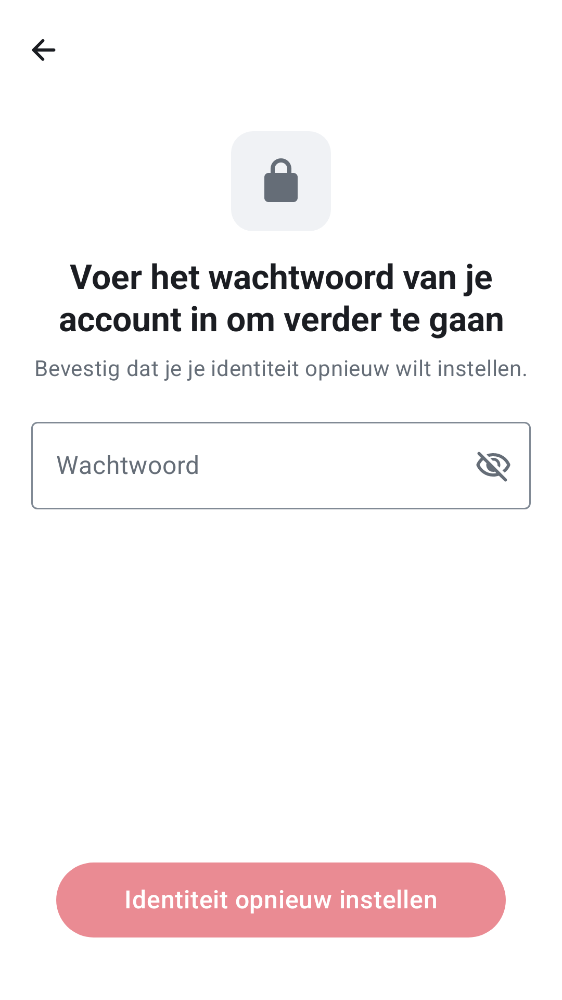 Voer het wachtwoord van je
account in om verder te gaan
Bevestig dat je je identiteit opnieuw wilt instellen.
Wachtwoord
Identiteit opnieuw instellen